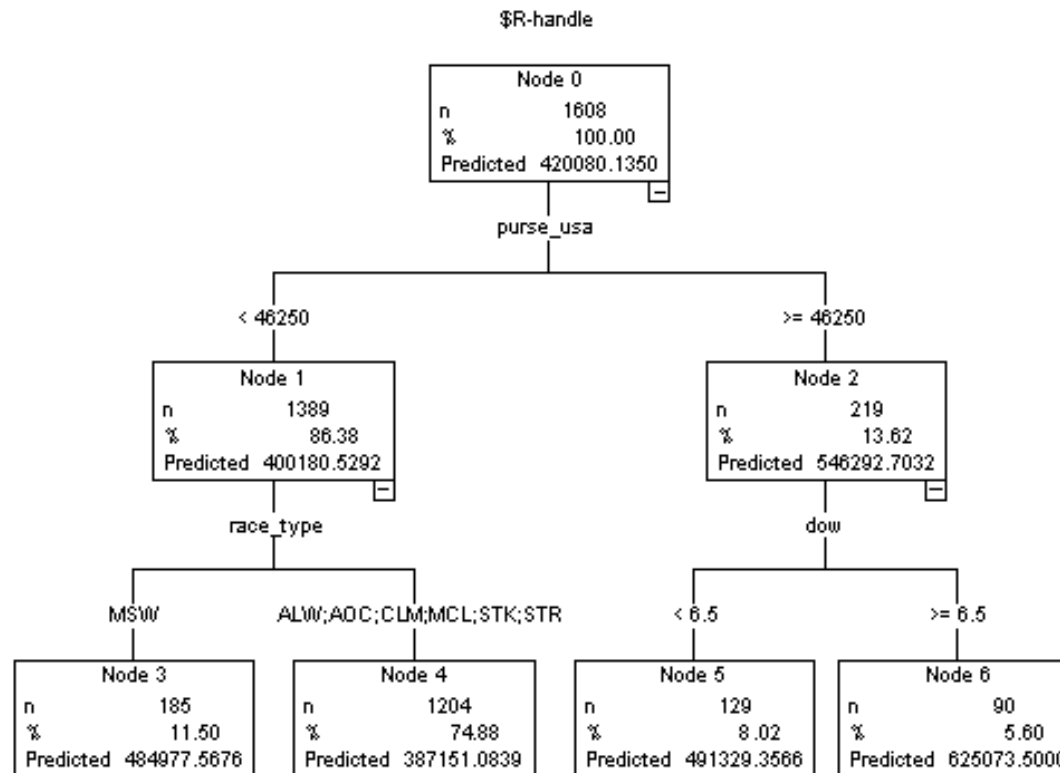 $R-handle
Node 0
n 1608
% 100.00
Predicted 420080.1350
purse_usa
< 46250
>= 46250
Node 1
n 1389
% 86.38
Predicted 400180.5292
Node 2
n 219
% 13.62
Predicted 546292.7032
race_type
dow
MSW
ALW;AOC;CLM;MCL;STK;STR
< 6.5
>= 6.5
Node 3
n 185
% 11.50
Predicted 484977.5676
Node 4
n 1204
% 74.88
Predicted 387151.0839
Node 5
n 129
% 8.02
Predicted 491329.3566
Node 6
n 90
% 5.60
Predicted 625073.5000